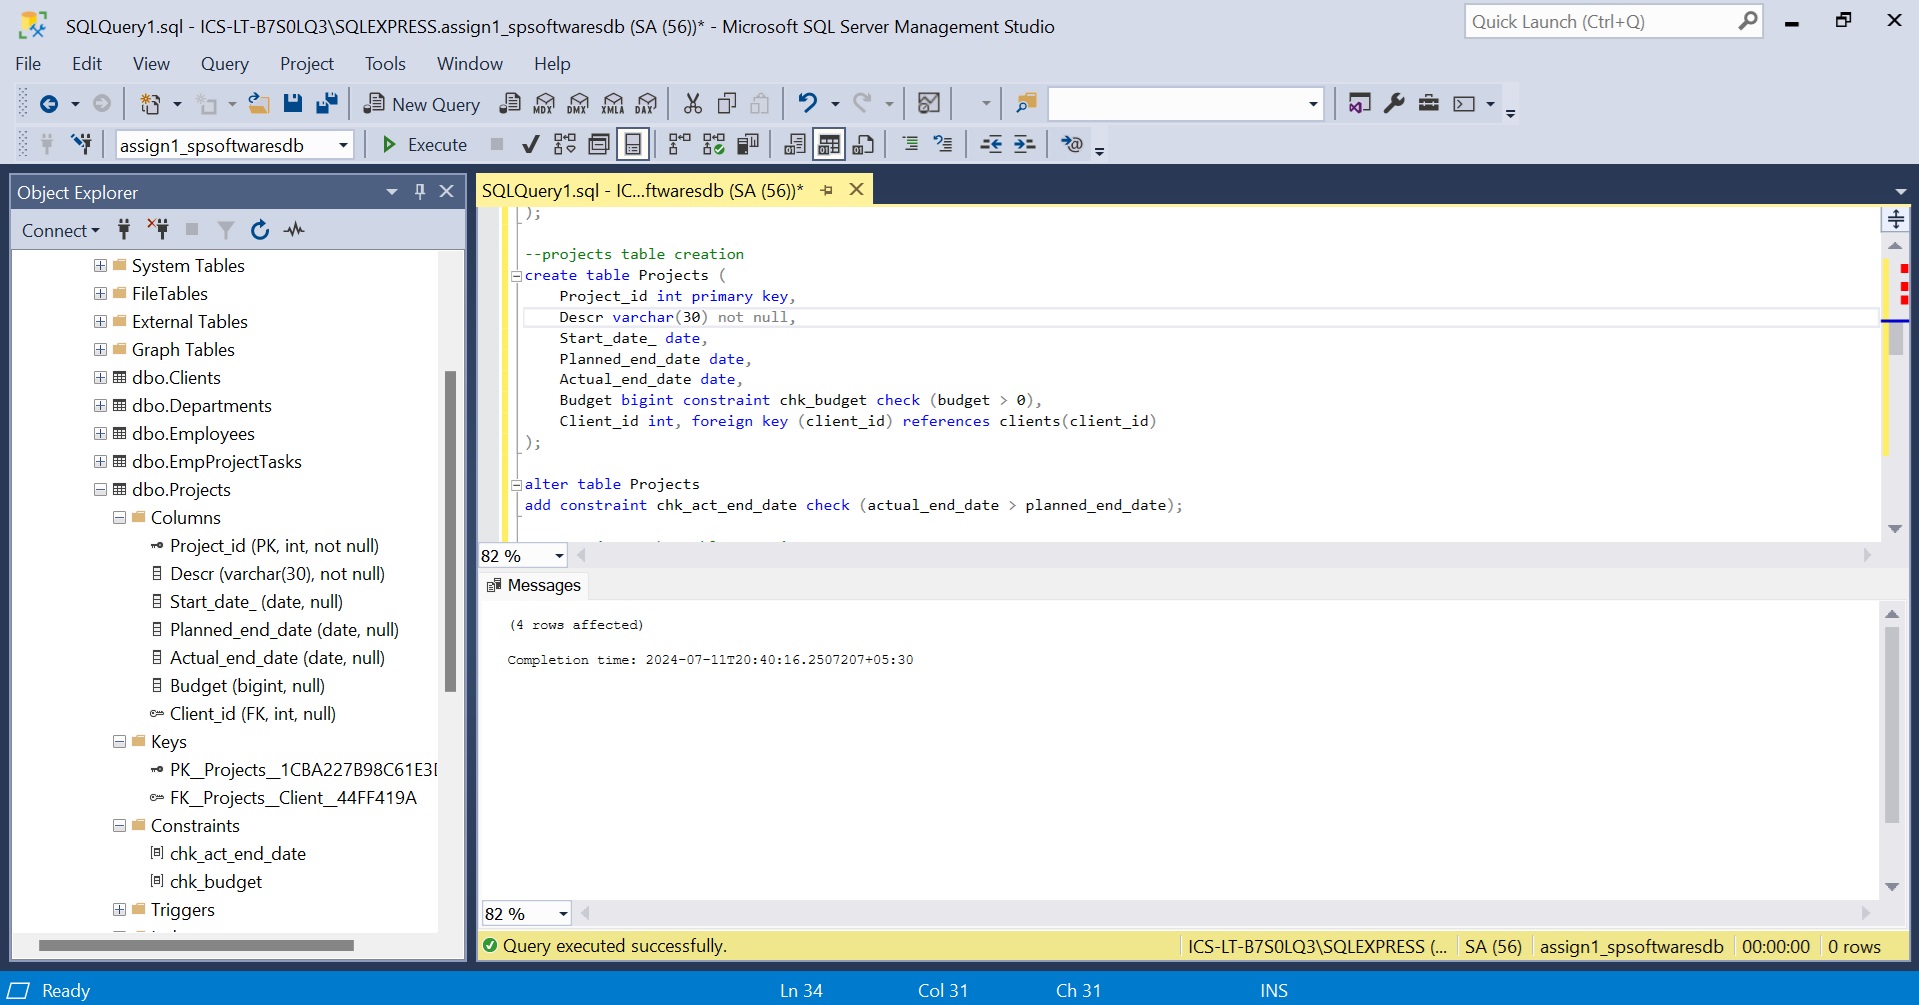 SQLQuery1.sql - ICS-LT-B7S0LQ3\SQLEXPRESS.assign1_spsoftwaresdb (SA (56))* - Microsoft SQL Server Management Studio
Quick Launch (Ctrl+Q)
File Edit View Query Project Tools Window Help
New Query MDX DMX XMLA DAX
assign1_spsoftwaresdb Execute
Object Explorer
Connect
System Tables
FileTables
External Tables
Graph Tables
dbo.Clients
dbo.Departments
dbo.Employees
dbo.EmpProjectTasks
dbo.Projects
Columns
Project_id (PK, int, not null)
Descr (varchar(30), not null)
Start_date_ (date, null)
Planned_end_date (date, null)
Actual_end_date (date, null)
Budget (bigint, null)
Client_id (FK, int, null)
Keys
PK__Projects__1CBA227B98C61E3
FK__Projects__Client__44FF419A
Constraints
chk_act_end_date
chk_budget
Triggers
SQLQuery1.sql - IC...ftwaresdb (SA (56))*
);
--projects table creation
create table Projects (
Project_id int primary key,
Descr varchar(30) not null,
Start_date_ date,
Planned_end_date date,
Actual_end_date date,
Budget bigint constraint chk_budget check (budget > 0),
Client_id int, foreign key (client_id) references clients(client_id)
);
alter table Projects
add constraint chk_act_end_date check (actual_end_date > planned_end_date);
82 %
Messages
(4 rows affected)
Completion time: 2024-07-11T20:40:16.2507207+05:30
82 %
Query executed successfully. ICS-LT-B7S0LQ3\SQLEXPRESS (... SA (56) assign1_spsoftwaresdb 00:00:00 0 rows
Ready Ln 34 Col 31 Ch 31 INS